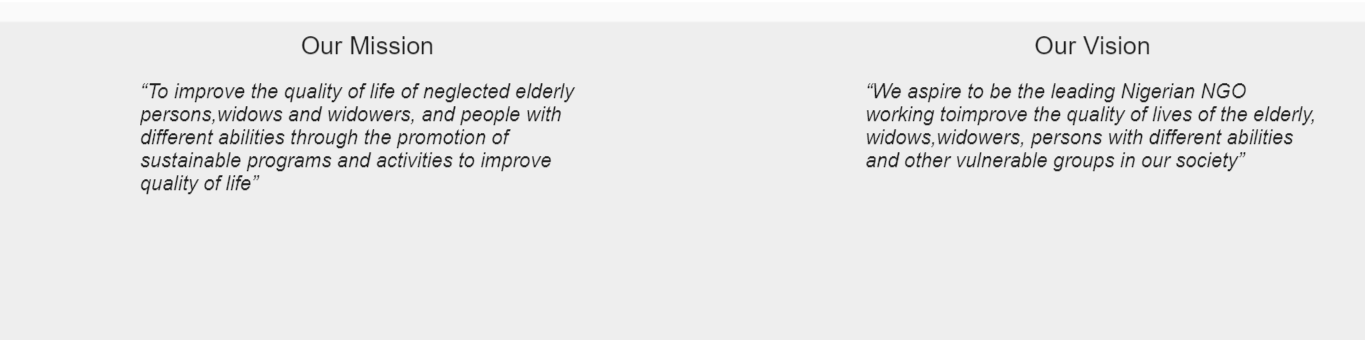 Our Mission
“To improve the quality of life of neglected elderly
persons,widows and widowers, and people with
different abilities through the promotion of
sustainable programs and activities to improve
quality of life”
Our Vision
“We aspire to be the leading Nigerian NGO
working toimprove the quality of lives of the elderly,
widows,widowers, persons with different abilities
and other vulnerable groups in our society”